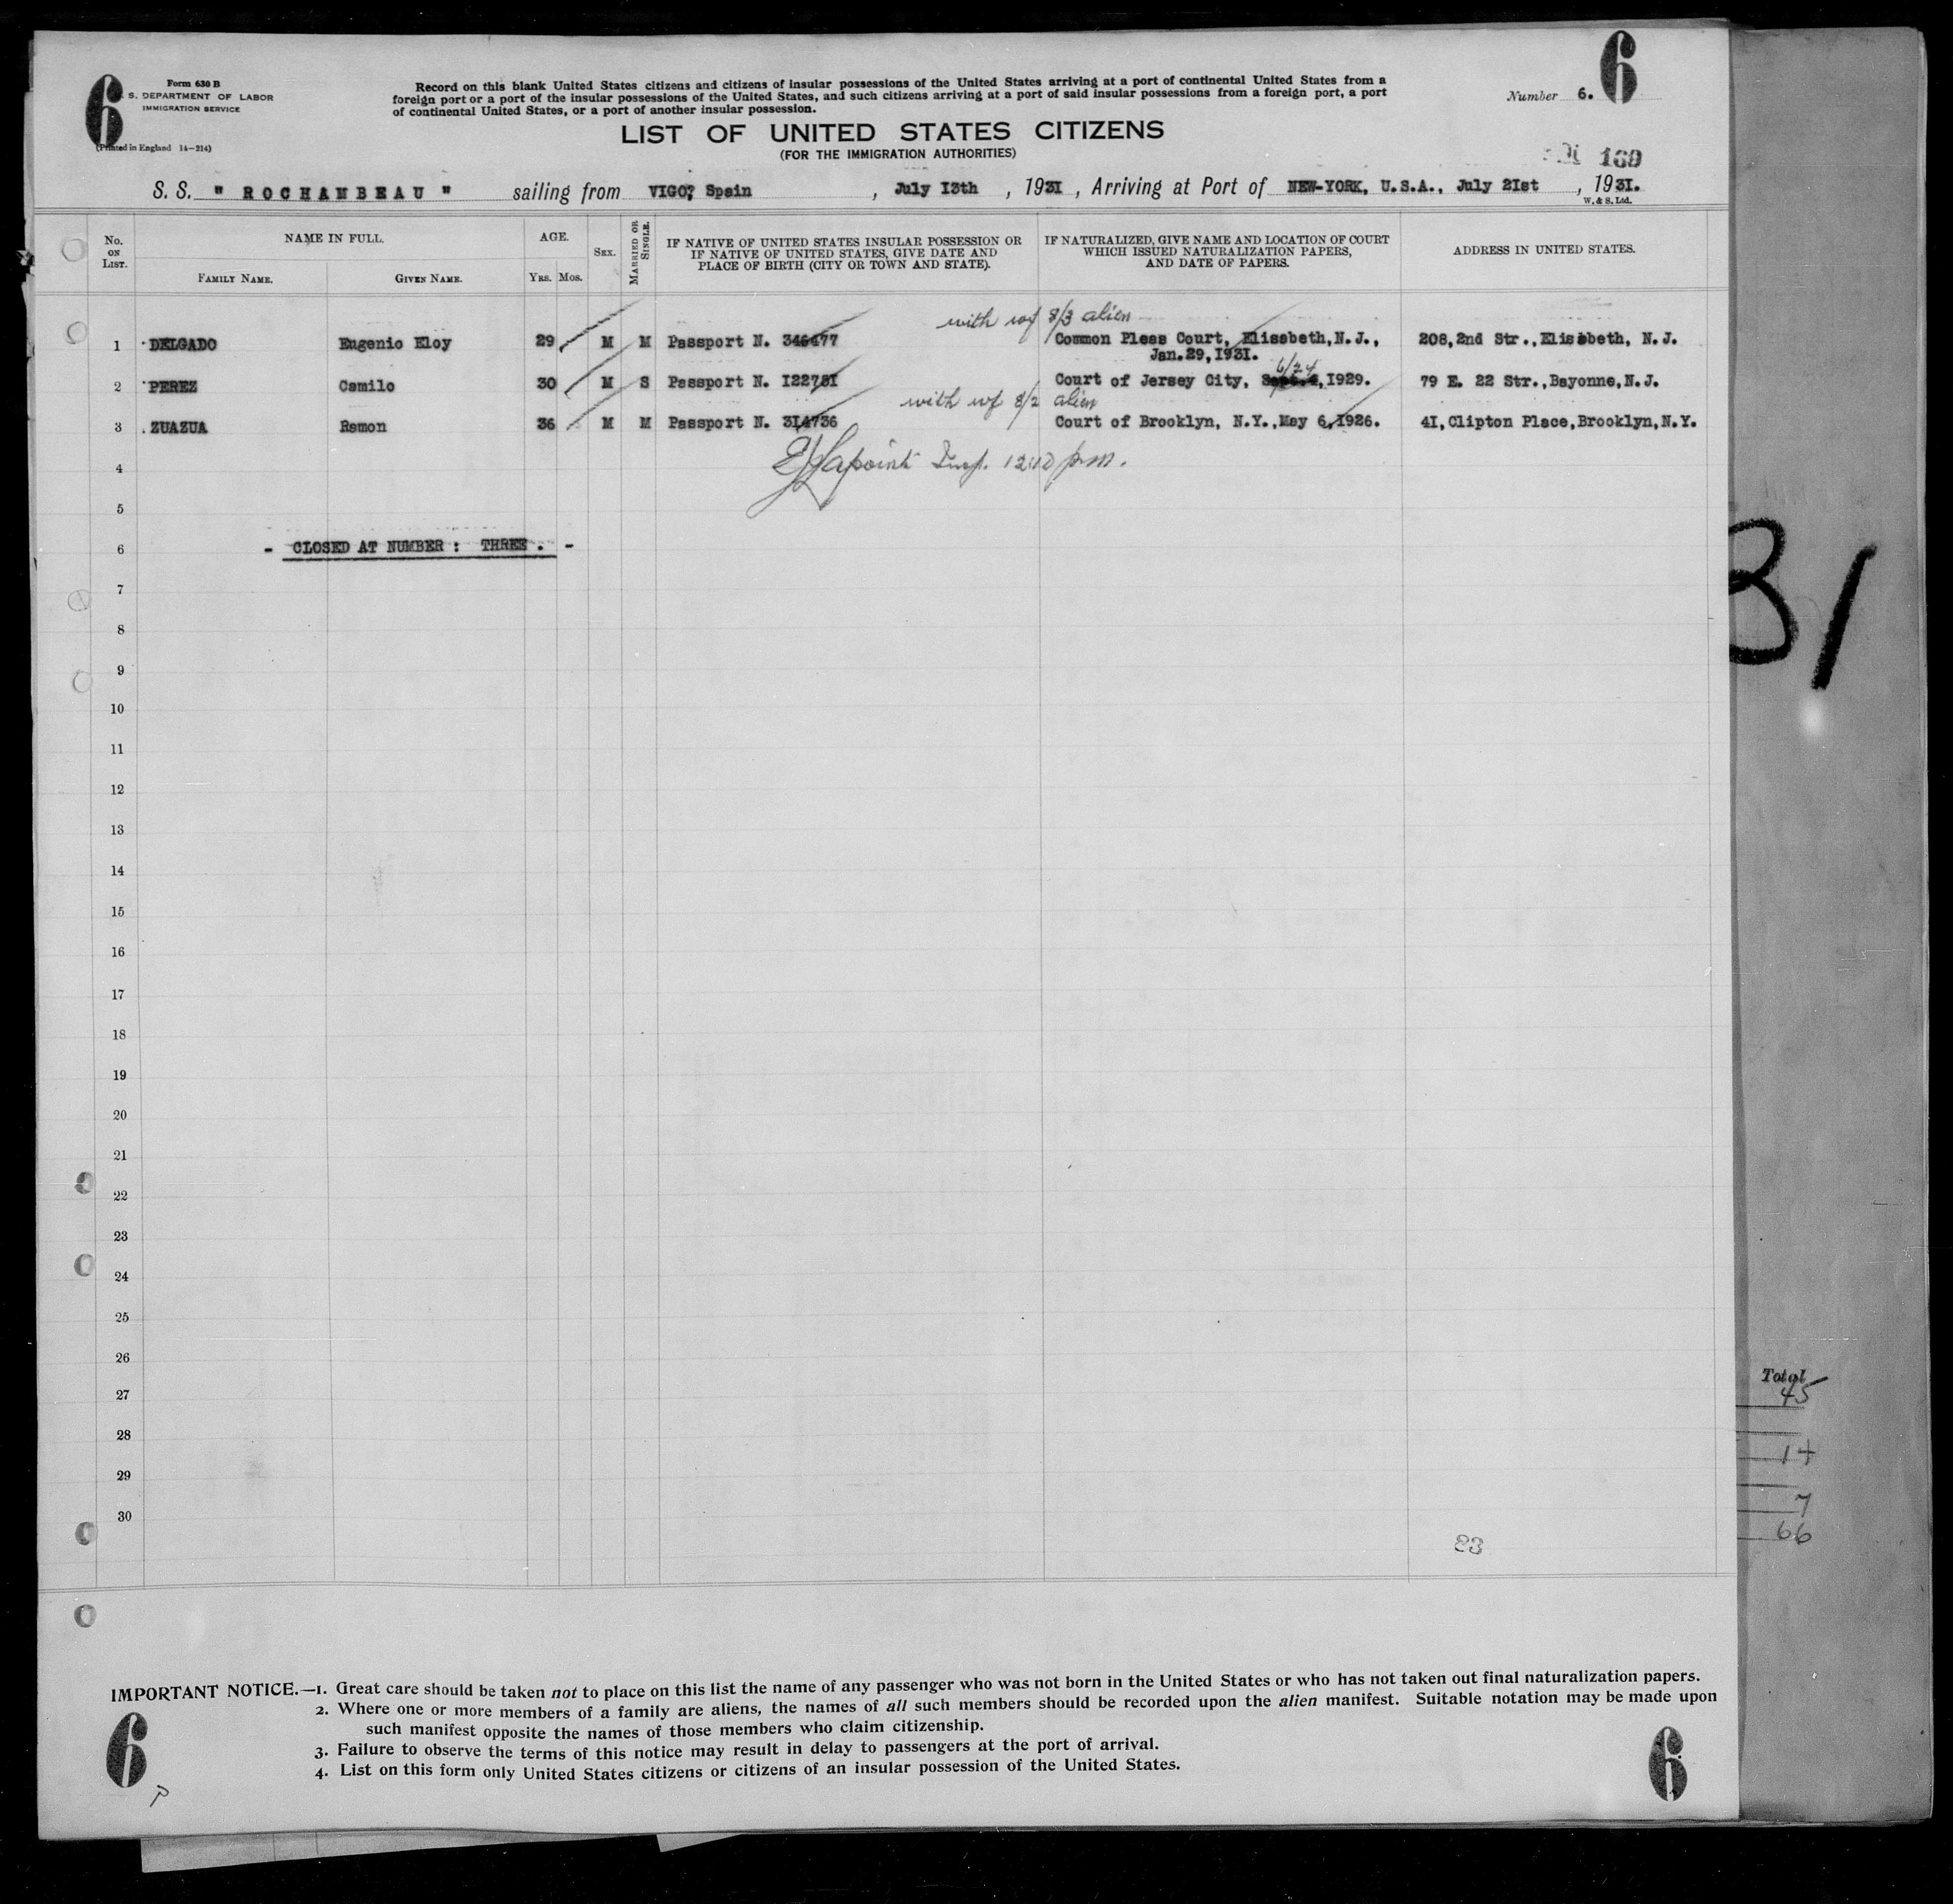 6
Form 630 B
S. DEPARTMENT OF LABOR
IMMIGRATION SERVICE
(Printed in England 14—214)
Record on this blank United States citizens and citizens of insular possessions of the United States arriving at a port of continental United States from a
foreign port or a port of the insular possessions of the United States, and such citizens arriving at a port of said insular possessions from a foreign port, a port
of continental United States, or a port of another insular possession.
Number 6.
6
LIST OF UNITED STATES CITIZENS
(FOR THE IMMIGRATION AUTHORITIES)
169
S. S. " ROCHAMBEAU " sailing from VIGO, Spain , July I3th , 1931 , Arriving at Port of NEW-YORK, U.S.A., July 2Ist , 193I.
W. & S. Ltd.
No. ON LIST.
NAME IN FULL.
FAMILY NAME.
GIVEN NAME.
AGE.
YRS. MOS.
SEX.
MARRIED OR SINGLE.
IF NATIVE OF UNITED STATES INSULAR POSSESSION OR
IF NATIVE OF UNITED STATES, GIVE DATE AND
PLACE OF BIRTH (CITY OR TOWN AND STATE).
IF NATURALIZED, GIVE NAME AND LOCATION OF COURT
WHICH ISSUED NATURALIZATION PAPERS,
AND DATE OF PAPERS.
ADDRESS IN UNITED STATES.
with wf 8/3 alien
1 DELGADO Eugenio Eloy 29 M M Passport N. 346477 Common Pleas Court, Elisabeth, N.J., 208, 2nd Str., Elisabeth, N. J.
Jan. 29, I93I.
6/24
2 PEREZ Camilo 30 M S Passport N. I2275I Court of Jersey City, I929. 79 E. 22 Str., Bayonne, N. J.
with wf 8/2 alien
3 ZUAZUA Ramon 36 M M Passport N. 3I4736 Court of Brooklyn, N.Y., May 6, I926. 4I, Clipton Place, Brooklyn, N.Y.
4 Lapoint Insp. 12:10 p.m.
5
6 - CLOSED AT NUMBER : THREE . -
7
8
9
10
11
12
13
14
15
16
17
18
19
20
21
22
23
24
25
26
27
28
29
30
83
31
Total
45
14
7
66
IMPORTANT NOTICE.—1. Great care should be taken not to place on this list the name of any passenger who was not born in the United States or who has not taken out final naturalization papers.
2. Where one or more members of a family are aliens, the names of all such members should be recorded upon the alien manifest. Suitable notation may be made upon
such manifest opposite the names of those members who claim citizenship.
3. Failure to observe the terms of this notice may result in delay to passengers at the port of arrival.
4. List on this form only United States citizens or citizens of an insular possession of the United States.
6
P
6